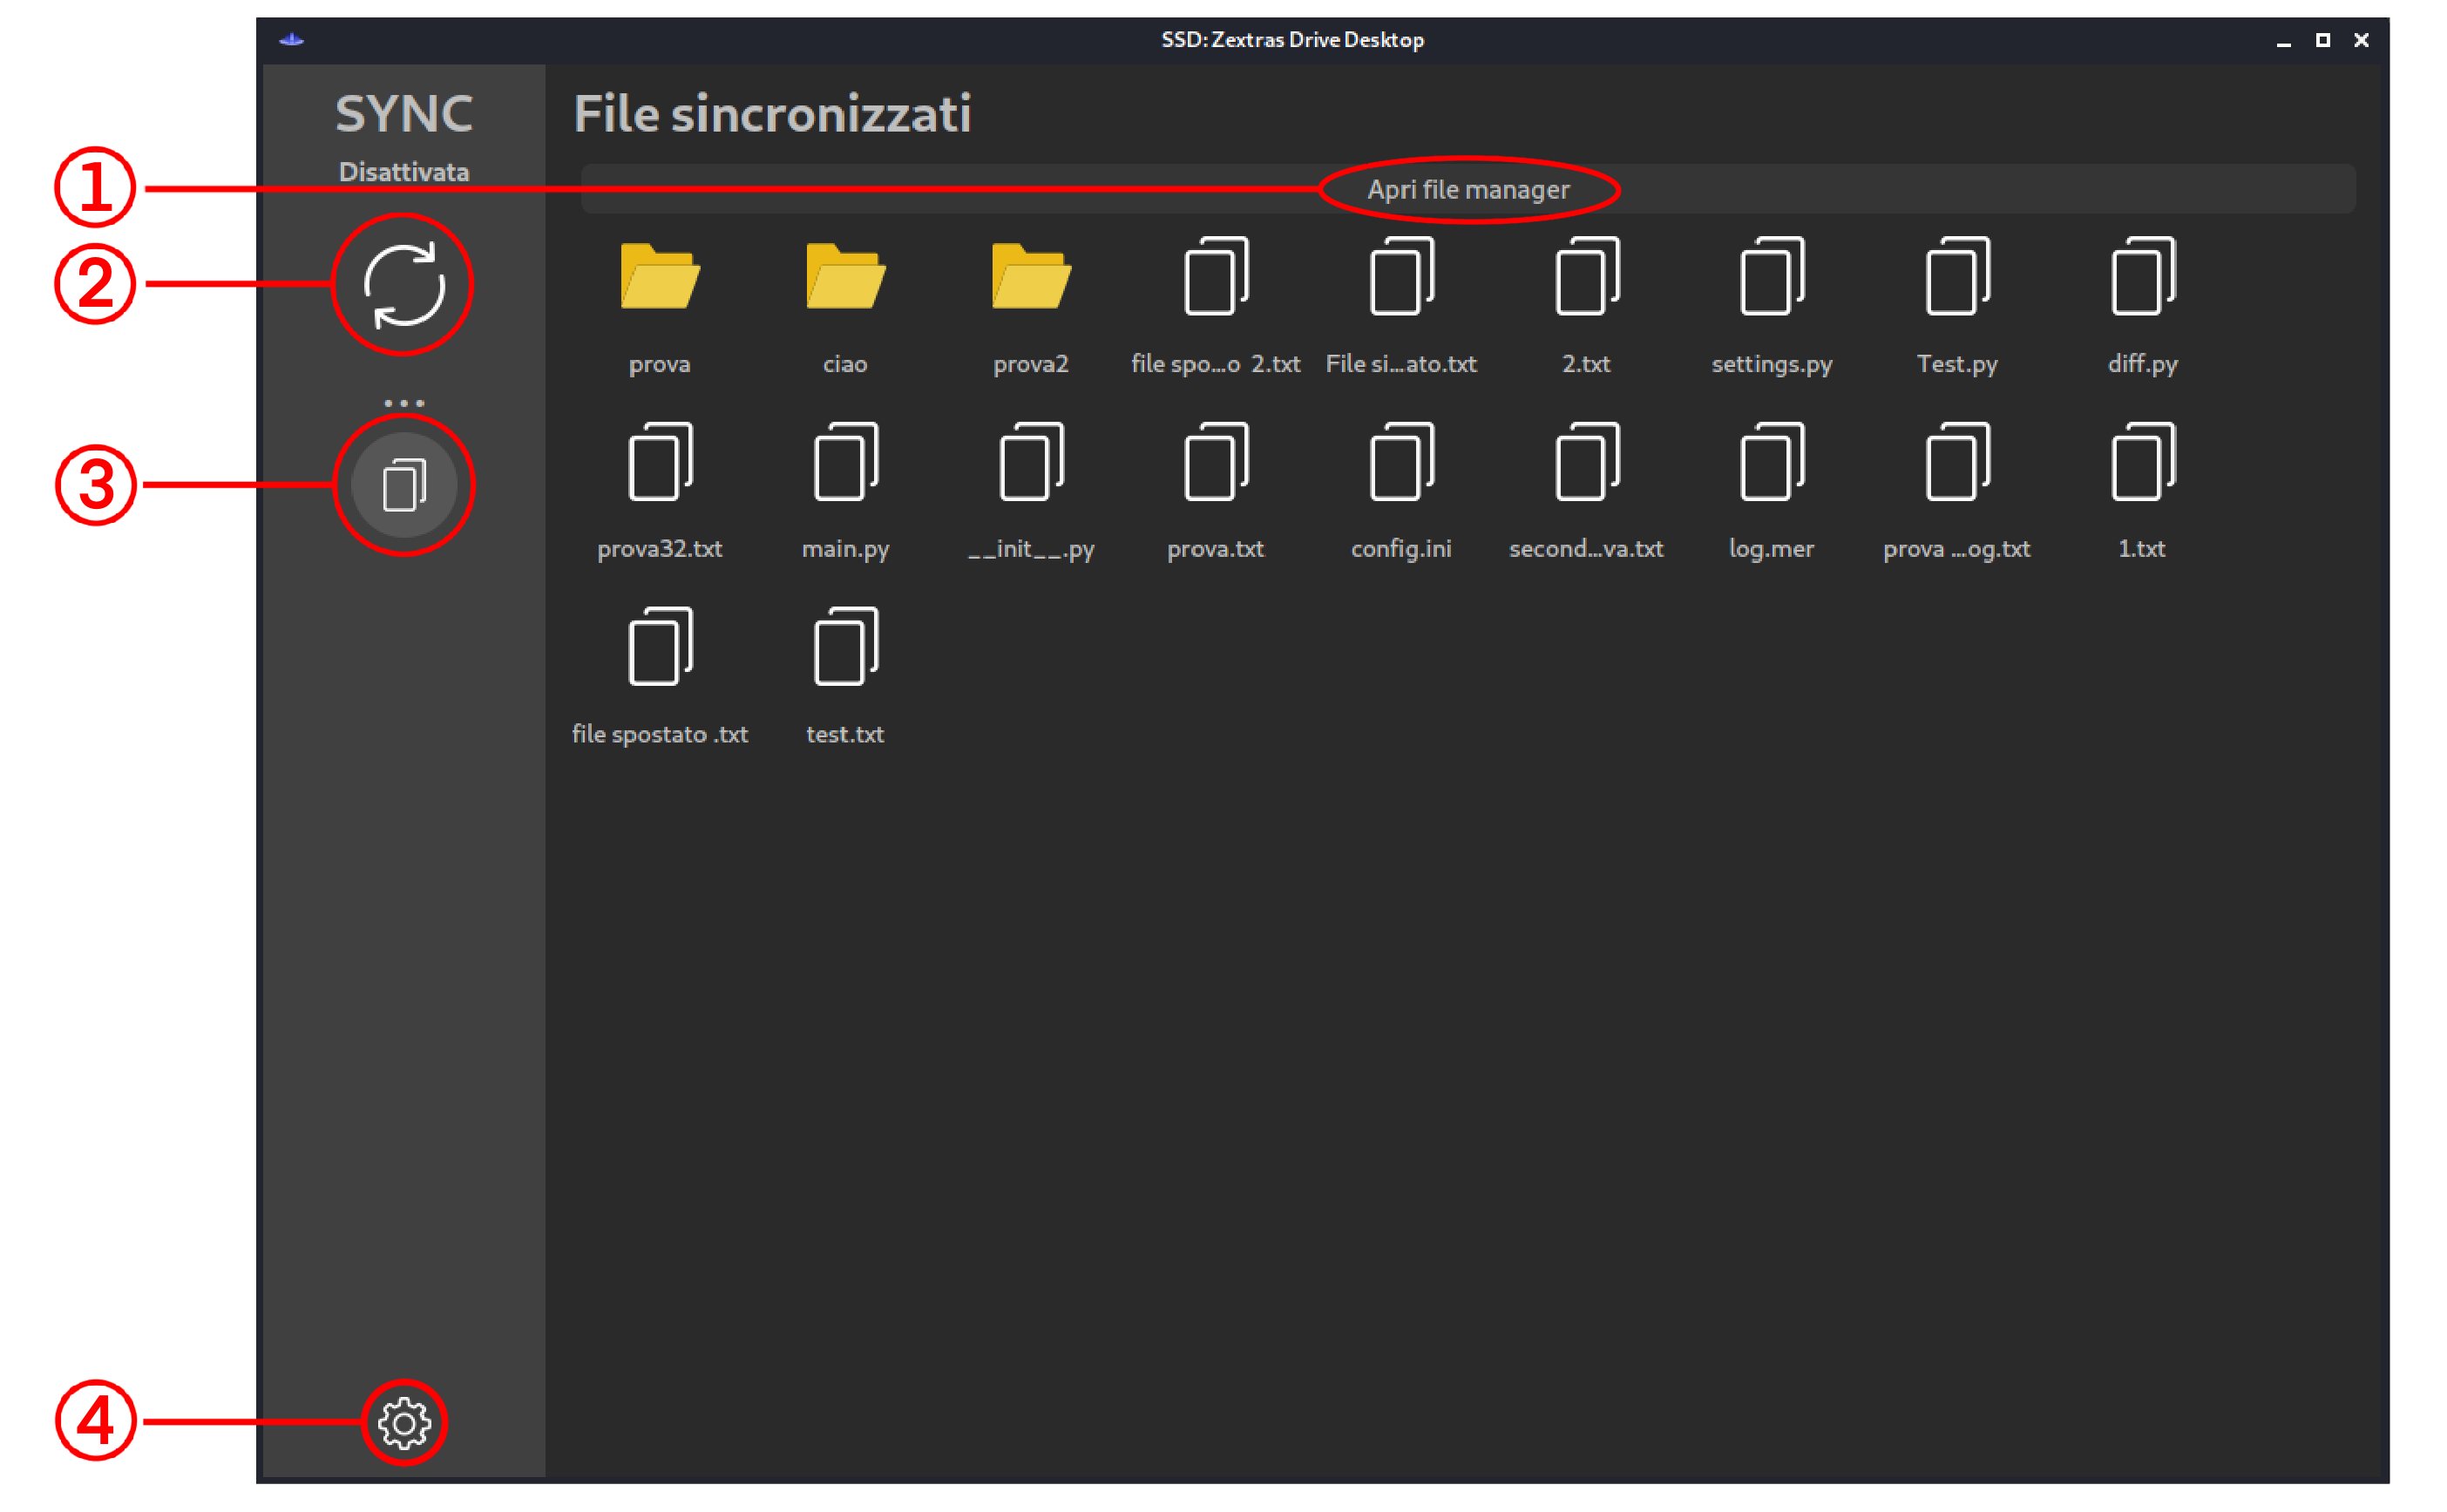 SSD: Zextras Drive Desktop
SYNC
Disattivata
File sincronizzati
1
Apri file manager
2
prova ciao prova2 file spo...o 2.txt File si...ato.txt 2.txt settings.py Test.py diff.py
...
3
prova32.txt main.py __init__.py prova.txt config.ini second...va.txt log.mer prova ...og.txt 1.txt
file spostato .txt test.txt
4